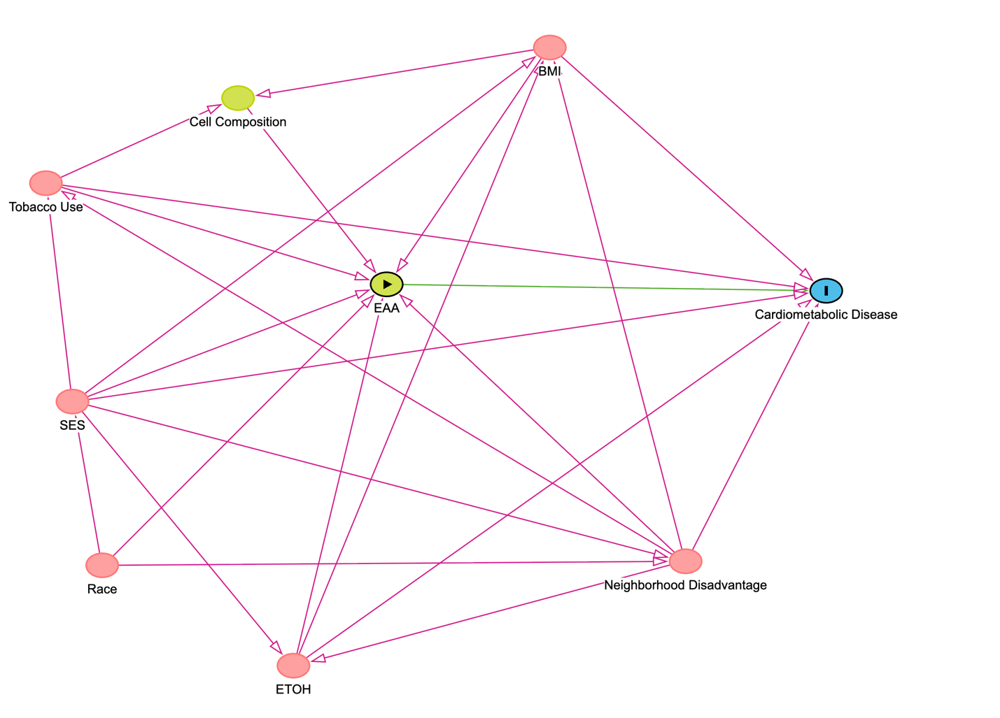 BMI
Cell Composition
Tobacco Use
EAA
Cardiometabolic Disease
SES
Race
Neighborhood Disadvantage
ETOH